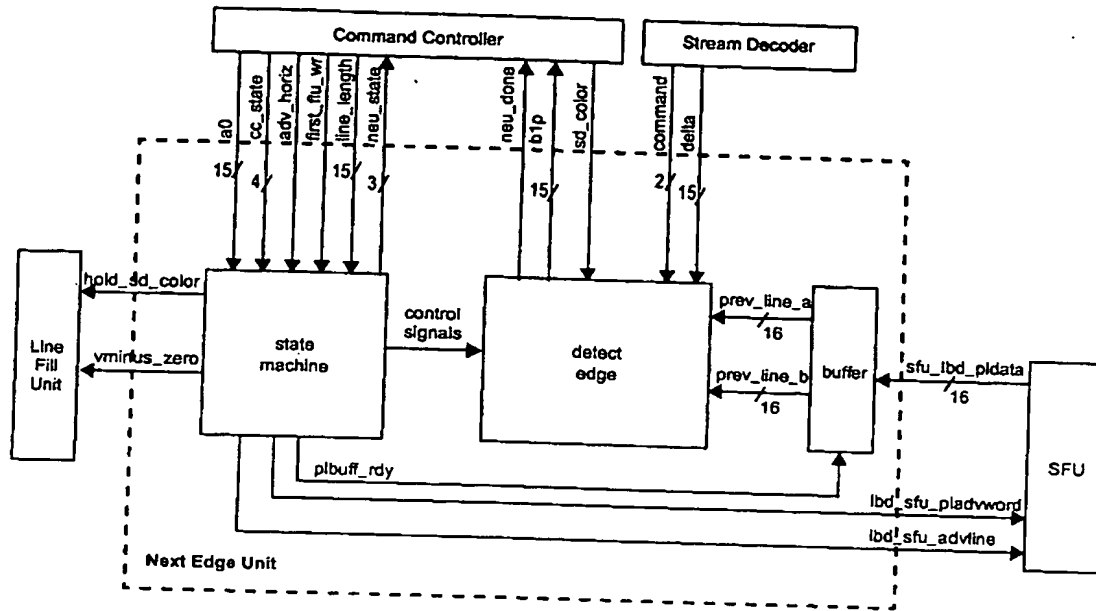 Command Controller
Stream Decoder
la0
cc_state
adv_horiz
first_flu_wr
line_length
neu_state
neu_done
b1p
sd_color
command
delta
15
4
15
3
15
2
15
hold_sd_color
vminus_zero
Line
Fill
Unit
state
machine
control
signals
detect
edge
prev_line_a
16
prev_line_b
16
buffer
sfu_lbd_pldata
16
SFU
plbuff_rdy
lbd_sfu_pladvword
lbd_sfu_advline
Next Edge Unit